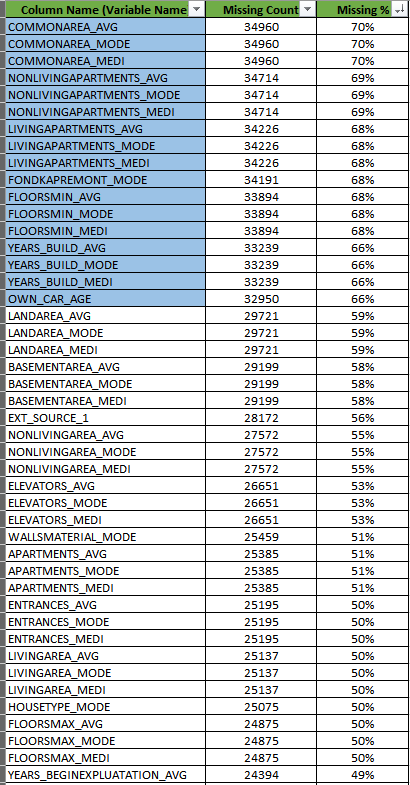 Column Name (Variable Name Missing Count Missing %
COMMONAREA_AVG 34960 70%
COMMONAREA_MODE 34960 70%
COMMONAREA_MEDI 34960 70%
NONLIVINGAPARTMENTS_AVG 34714 69%
NONLIVINGAPARTMENTS_MODE 34714 69%
NONLIVINGAPARTMENTS_MEDI 34714 69%
LIVINGAPARTMENTS_AVG 34226 68%
LIVINGAPARTMENTS_MODE 34226 68%
LIVINGAPARTMENTS_MEDI 34226 68%
FONDKAPREMONT_MODE 34191 68%
FLOORSMIN_AVG 33894 68%
FLOORSMIN_MODE 33894 68%
FLOORSMIN_MEDI 33894 68%
YEARS_BUILD_AVG 33239 66%
YEARS_BUILD_MODE 33239 66%
YEARS_BUILD_MEDI 33239 66%
OWN_CAR_AGE 32950 66%
LANDAREA_AVG 29721 59%
LANDAREA_MODE 29721 59%
LANDAREA_MEDI 29721 59%
BASEMENTAREA_AVG 29199 58%
BASEMENTAREA_MODE 29199 58%
BASEMENTAREA_MEDI 29199 58%
EXT_SOURCE_1 28172 56%
NONLIVINGAREA_AVG 27572 55%
NONLIVINGAREA_MODE 27572 55%
NONLIVINGAREA_MEDI 27572 55%
ELEVATORS_AVG 26651 53%
ELEVATORS_MODE 26651 53%
ELEVATORS_MEDI 26651 53%
WALLSMATERIAL_MODE 25459 51%
APARTMENTS_AVG 25385 51%
APARTMENTS_MODE 25385 51%
APARTMENTS_MEDI 25385 51%
ENTRANCES_AVG 25195 50%
ENTRANCES_MODE 25195 50%
ENTRANCES_MEDI 25195 50%
LIVINGAREA_AVG 25137 50%
LIVINGAREA_MODE 25137 50%
LIVINGAREA_MEDI 25137 50%
HOUSETYPE_MODE 25075 50%
FLOORSMAX_AVG 24875 50%
FLOORSMAX_MODE 24875 50%
FLOORSMAX_MEDI 24875 50%
YEARS_BEGINEXPLUATATION_AVG 24394 49%